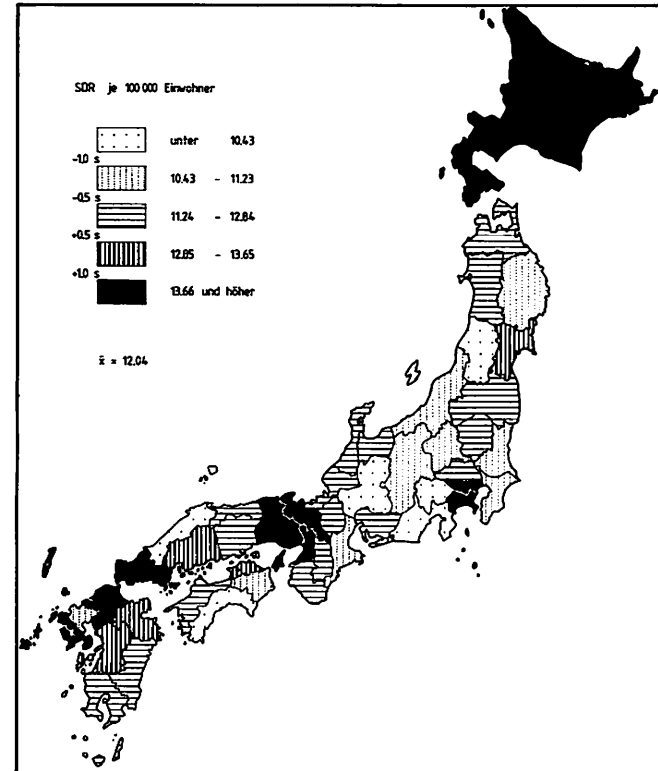 SDR je 100 000 Einwohner
unter 10.43
-1.0 s
10.43 - 11.23
-0.5 s
11.24 - 12.84
+0.5 s
12.85 - 13.65
+1.0 s
13.66 und höher
x̄ = 12.04